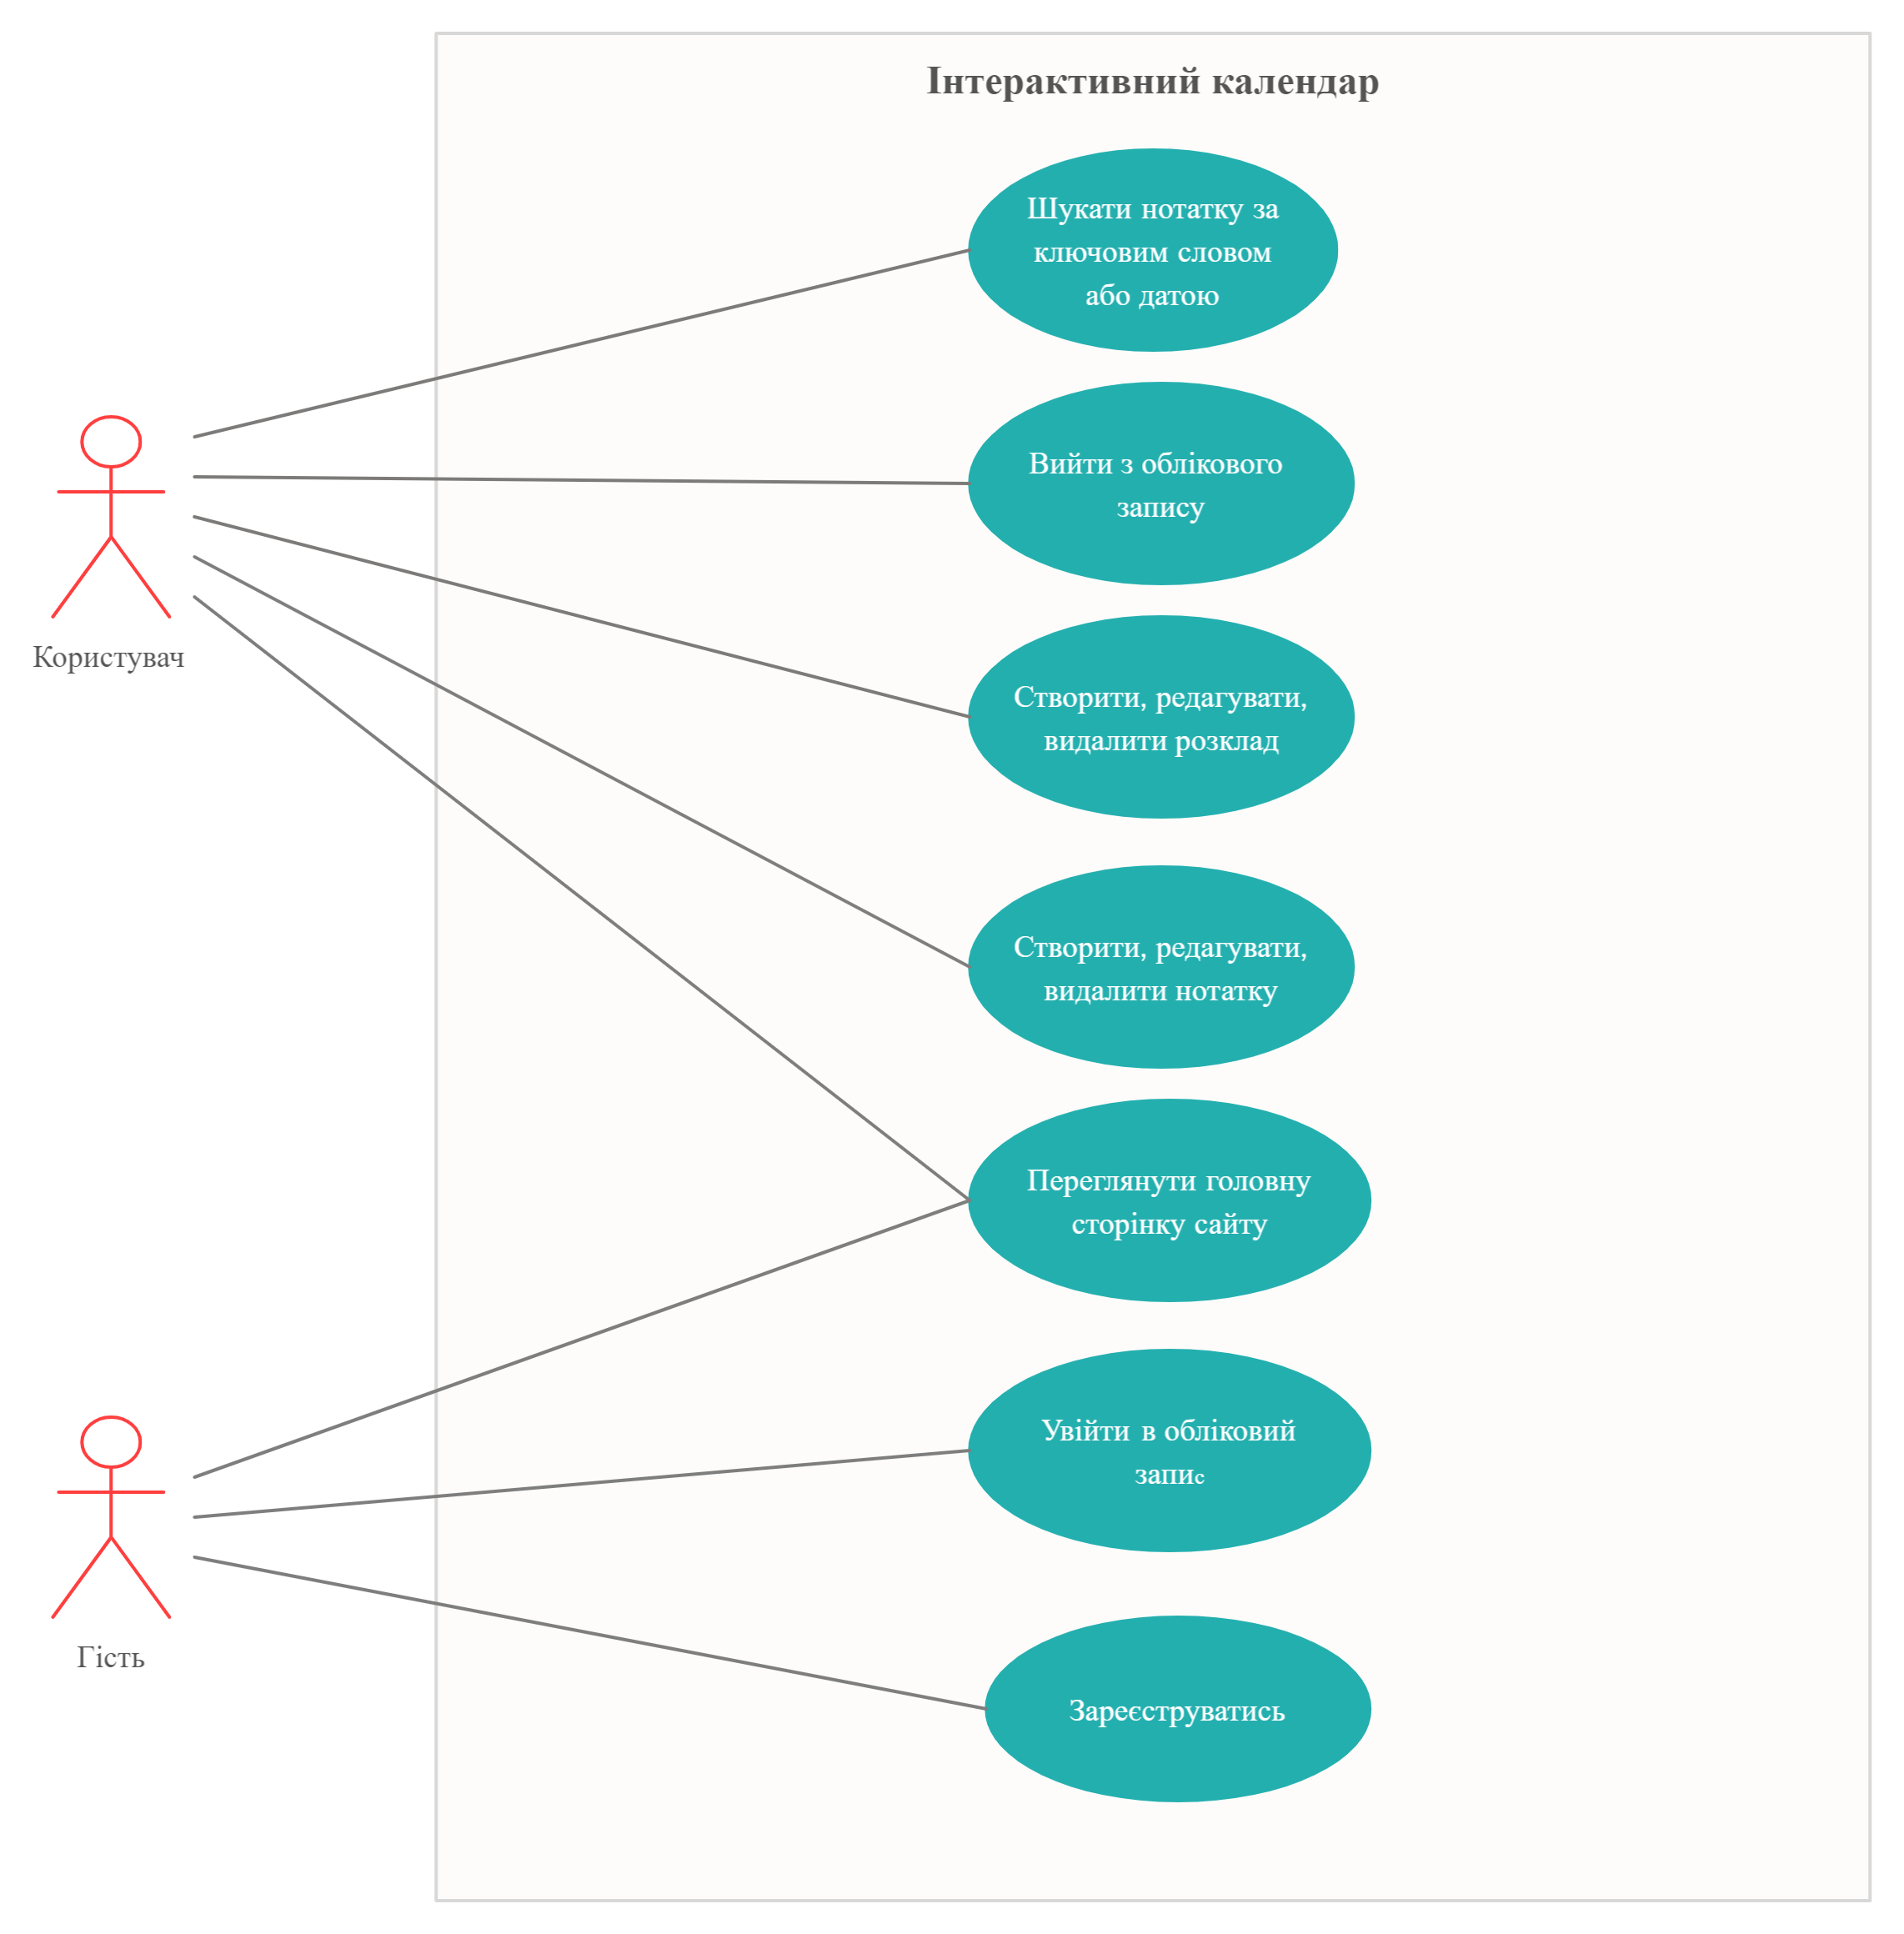 Інтерактивний календар
Шукати нотатку за
ключовим словом
або датою
Вийти з облікового
запису
Користувач
Створити, редагувати,
видалити розклад
Створити, редагувати,
видалити нотатку
Переглянути головну
сторінку сайту
Увійти в обліковий
запис
Гість
Зареєструватись